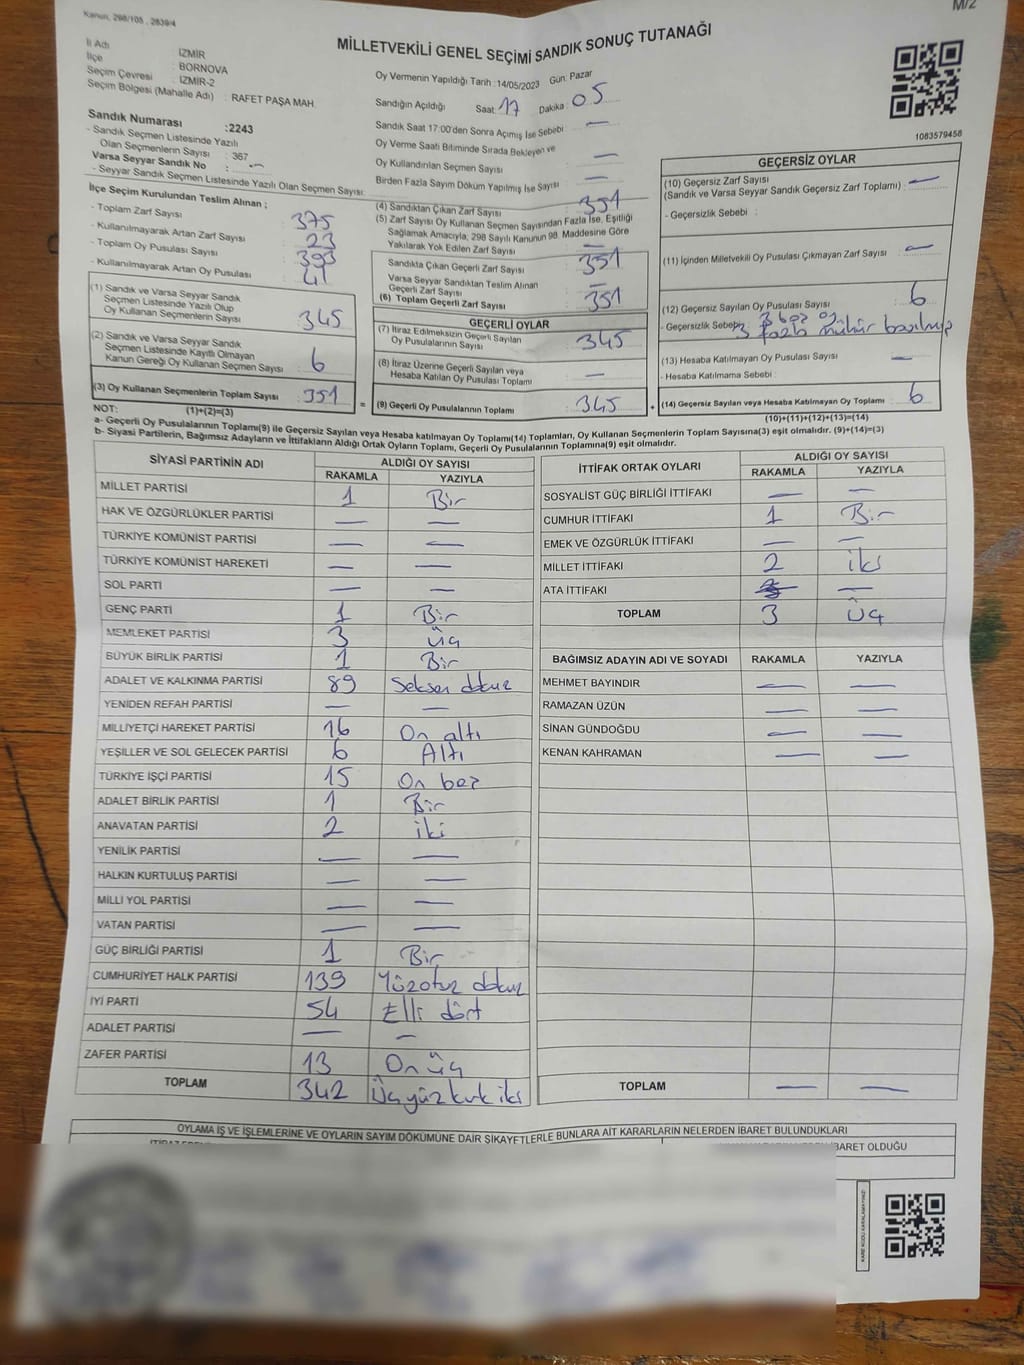 Kanun, 298/105 , 2839/4
M/2
MİLLETVEKİLİ GENEL SEÇİMİ SANDIK SONUÇ TUTANAĞI
İl Adı İZMİR
İlçe : BORNOVA
Seçim Çevresi : İZMİR-2
Seçim Bölgesi (Mahalle Adı) : RAFET PAŞA MAH.
Sandık Numarası :2243
- Sandık Seçmen Listesinde Yazılı
Olan Seçmenlerin Sayısı : 367
Varsa Seyyar Sandık No : —
- Seyyar Sandık Seçmen Listesinde Yazılı Olan Seçmen Sayısı:
Oy Vermenin Yapıldığı Tarih :14/05/2023 Gün: Pazar
Sandığın Açıldığı Saat: 17 Dakika: 05
Sandık Saat 17:00'den Sonra Açımış İse Sebebi : —
Oy Verme Saati Bitiminde Sırada Bekleyen ve
Oy Kullandırılan Seçmen Sayısı : —
Birden Fazla Sayım Döküm Yapılmış İse Sayısı : —
1083579458
İlçe Seçim Kurulundan Teslim Alınan ;
- Toplam Zarf Sayısı : 375
- Kullanılmayarak Artan Zarf Sayısı : 23
- Toplam Oy Pusulası Sayısı : 393
- Kullanılmayarak Artan Oy Pusulası : 41
(1) Sandık ve Varsa Seyyar Sandık
Seçmen Listesinde Yazılı Olup
Oy Kullanan Seçmenlerin Sayısı : 345
(2) Sandık ve Varsa Seyyar Sandık
Seçmen Listesinde Kayıtlı Olmayan
Kanun Gereği Oy Kullanan Seçmen Sayısı : 6
(3) Oy Kullanan Seçmenlerin Toplam Sayısı : 351
(1)+(2)=(3)
(4) Sandıktan Çıkan Zarf Sayısı : 351
(5) Zarf Sayısı Oy Kullanan Seçmen Sayısından Fazla İse, Eşitliği
Sağlamak Amacıyla, 298 Sayılı Kanunun 98. Maddesine Göre
Yakılarak Yok Edilen Zarf Sayısı : —
Sandıkta Çıkan Geçerli Zarf Sayısı : 351
Varsa Seyyar Sandıktan Teslim Alınan
Geçerli Zarf Sayısı : —
(6) Toplam Geçerli Zarf Sayısı : 351
GEÇERLİ OYLAR
(7) İtiraz Edilmeksizin Geçerli Sayılan
Oy Pusulalarının Sayısı : 345
(8) İtiraz Üzerine Geçerli Sayılan veya
Hesaba Katılan Oy Pusulası Toplamı : —
= (9) Geçerli Oy Pusulalarının Toplamı : 345 +
GEÇERSİZ OYLAR
(10) Geçersiz Zarf Sayısı
(Sandık ve Varsa Seyyar Sandık Geçersiz Zarf Toplamı) : —
- Geçersizlik Sebebi :
(11) İçinden Milletvekili Oy Pusulası Çıkmayan Zarf Sayısı : —
(12) Geçersiz Sayılan Oy Pusulası Sayısı : 6
- Geçersizlik Sebebi: 3 boş oy
3 fazla mühür basılmış
(13) Hesaba Katılmayan Oy Pusulası Sayısı : —
- Hesaba Katılmama Sebebi :
(14) Geçersiz Sayılan veya Hesaba Katılmayan Oy Toplamı : 6
(10)+(11)+(12)+(13)=(14)
NOT:
a- Geçerli Oy Pusulalarının Toplamı(9) ile Geçersiz Sayılan veya Hesaba katılmayan Oy Toplamı(14) Toplamları, Oy Kullanan Seçmenlerin Toplam Sayısına(3) eşit olmalıdır. (9)+(14)=(3)
b- Siyasi Partilerin, Bağımsız Adayların ve İttifakların Aldığı Ortak Oyların Toplamı, Geçerli Oy Pusulalarının Toplamına(9) eşit olmalıdır.
SİYASİ PARTİNİN ADI ALDIĞI OY SAYISI
RAKAMLA YAZIYLA
MİLLET PARTİSİ 1 Bir
HAK VE ÖZGÜRLÜKLER PARTİSİ — —
TÜRKİYE KOMÜNİST PARTİSİ — —
TÜRKİYE KOMÜNİST HAREKETİ — —
SOL PARTİ — —
GENÇ PARTİ 1 Bir
MEMLEKET PARTİSİ 3 Üç
BÜYÜK BİRLİK PARTİSİ 1 Bir
ADALET VE KALKINMA PARTİSİ 89 Seksen dokuz
YENİDEN REFAH PARTİSİ — —
MİLLİYETÇİ HAREKET PARTİSİ 16 On altı
YEŞİLLER VE SOL GELECEK PARTİSİ 6 Altı
TÜRKİYE İŞÇİ PARTİSİ 15 On beş
ADALET BİRLİK PARTİSİ 1 Bir
ANAVATAN PARTİSİ 2 iki
YENİLİK PARTİSİ — —
HALKIN KURTULUŞ PARTİSİ — —
MİLLİ YOL PARTİSİ — —
VATAN PARTİSİ — —
GÜÇ BİRLİĞİ PARTİSİ 1 Bir
CUMHURİYET HALK PARTİSİ 139 Yüzotuz dokuz
İYİ PARTİ 54 Elli dört
ADALET PARTİSİ — —
ZAFER PARTİSİ 13 On üç
TOPLAM 342 Üçyüz kırk iki
İTTİFAK ORTAK OYLARI ALDIĞI OY SAYISI
RAKAMLA YAZIYLA
SOSYALİST GÜÇ BİRLİĞİ İTTİFAKI — —
CUMHUR İTTİFAKI 1 Bir
EMEK VE ÖZGÜRLÜK İTTİFAKI — —
MİLLET İTTİFAKI 2 iki
ATA İTTİFAKI —
TOPLAM 3 Üç
BAĞIMSIZ ADAYIN ADI VE SOYADI RAKAMLA YAZIYLA
MEHMET BAYINDIR — —
RAMAZAN ÜZÜN — —
SİNAN GÜNDOĞDU — —
KENAN KAHRAMAN — —
TOPLAM — —
OYLAMA İŞ VE İŞLEMLERİNE VE OYLARIN SAYIM DÖKÜMÜNE DAİR ŞİKAYETLERLE BUNLARA AİT KARARLARIN NELERDEN İBARET BULUNDUKLARI
İBARET OLDUĞU
KARE KODU KARALAMAYINIZ!